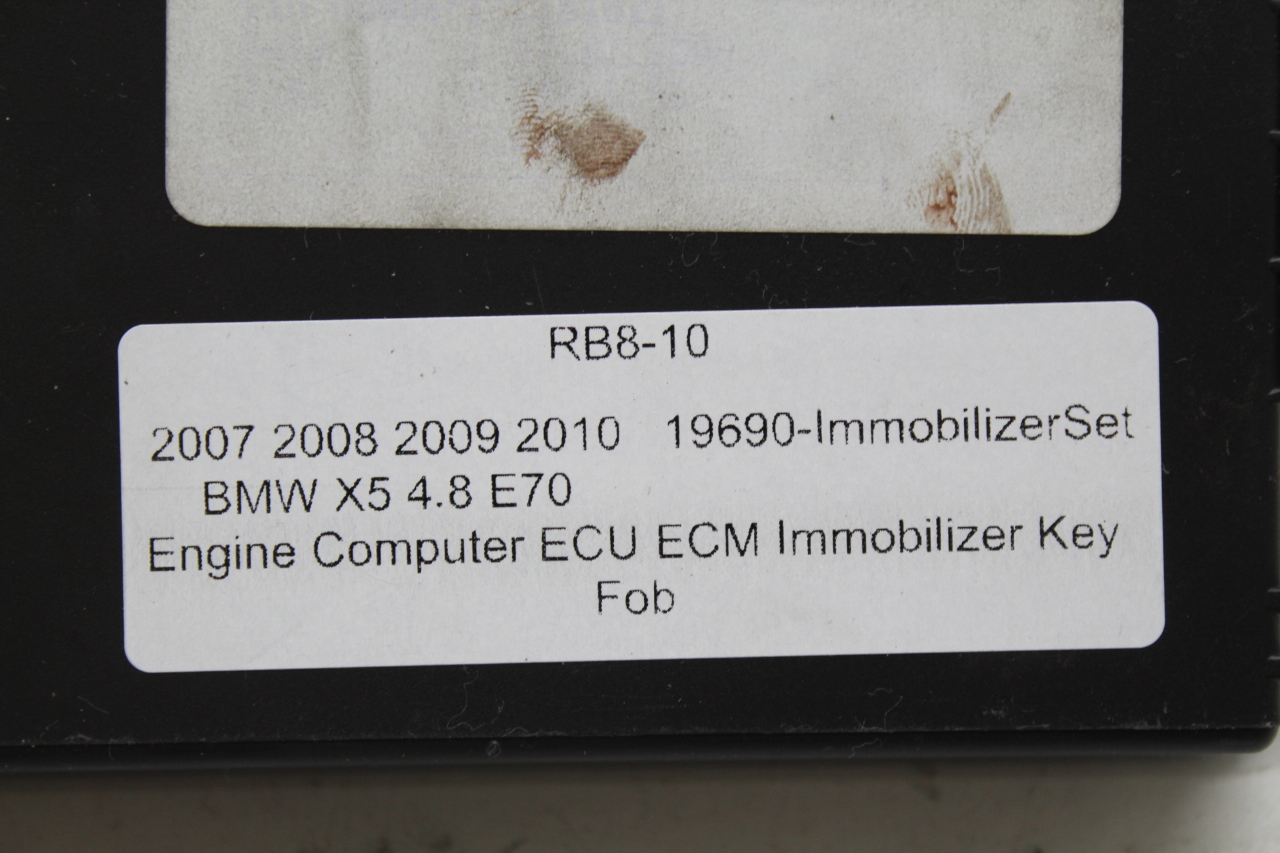 RB8-10
2007 2008 2009 2010 19690-ImmobilizerSet
BMW X5 4.8 E70
Engine Computer ECU ECM Immobilizer Key
Fob